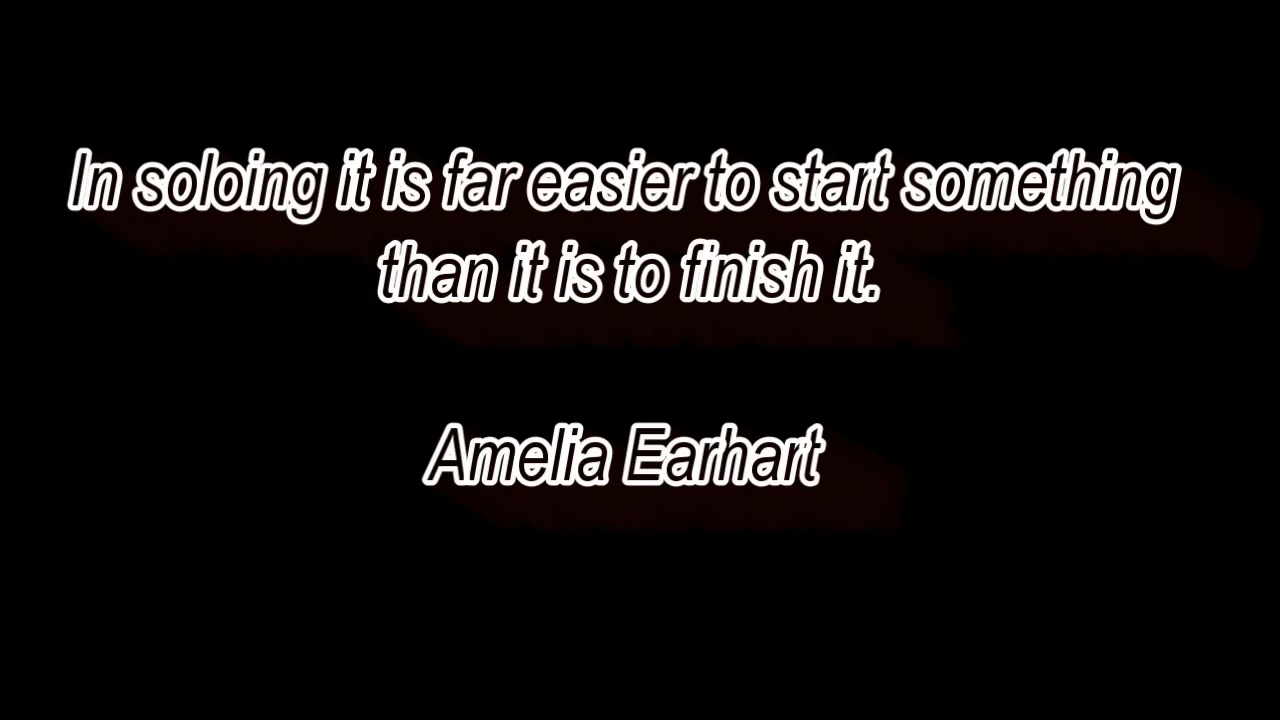 In soloing it is far easier to start something
than it is to finish it.
Amelia Earhart